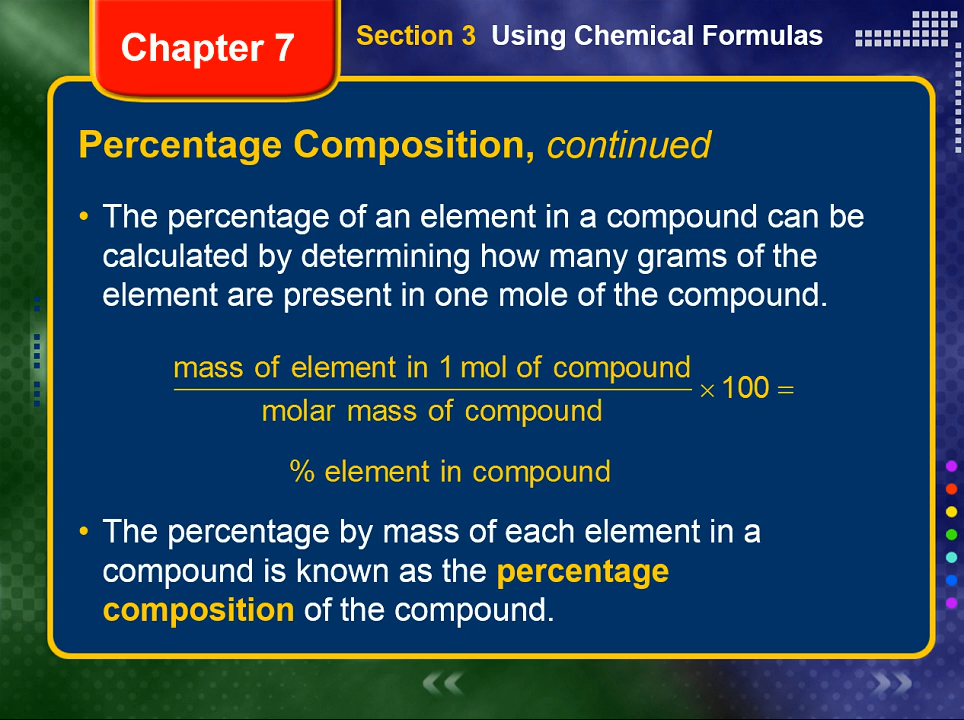 Chapter 7
Section 3 Using Chemical Formulas
Percentage Composition, continued
• The percentage of an element in a compound can be
calculated by determining how many grams of the
element are present in one mole of the compound.
mass of element in 1 mol of compound
molar mass of compound
× 100 =
% element in compound
• The percentage by mass of each element in a
compound is known as the percentage
composition of the compound.